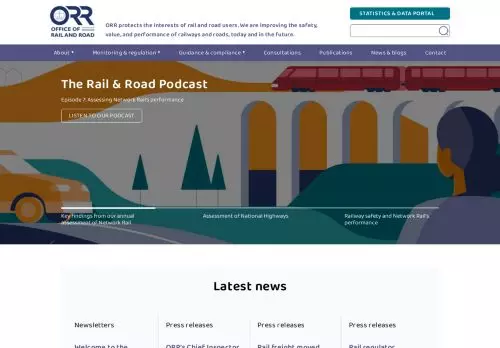 ORR
OFFICE OF
RAIL AND ROAD
ORR protects the interests of rail and road users. We are improving the safety,
value, and performance of railways and roads, today and in the future.
STATISTICS & DATA PORTAL
About
Monitoring & regulation
Guidance & compliance
Consultations
Publications
News & blogs
Contact
The Rail & Road Podcast
Episode 7: Assessing Network Rail's performance
LISTEN TO OUR PODCAST
Key findings from our annual
assessment of Network Rail
Assessment of National Highways
Railway safety and Network Rail's
performance
Latest news
Newsletters
Press releases
Press releases
Press releases
Welcome to the
ORR's Chief Inspector
Rail freight moved
Rail regulator